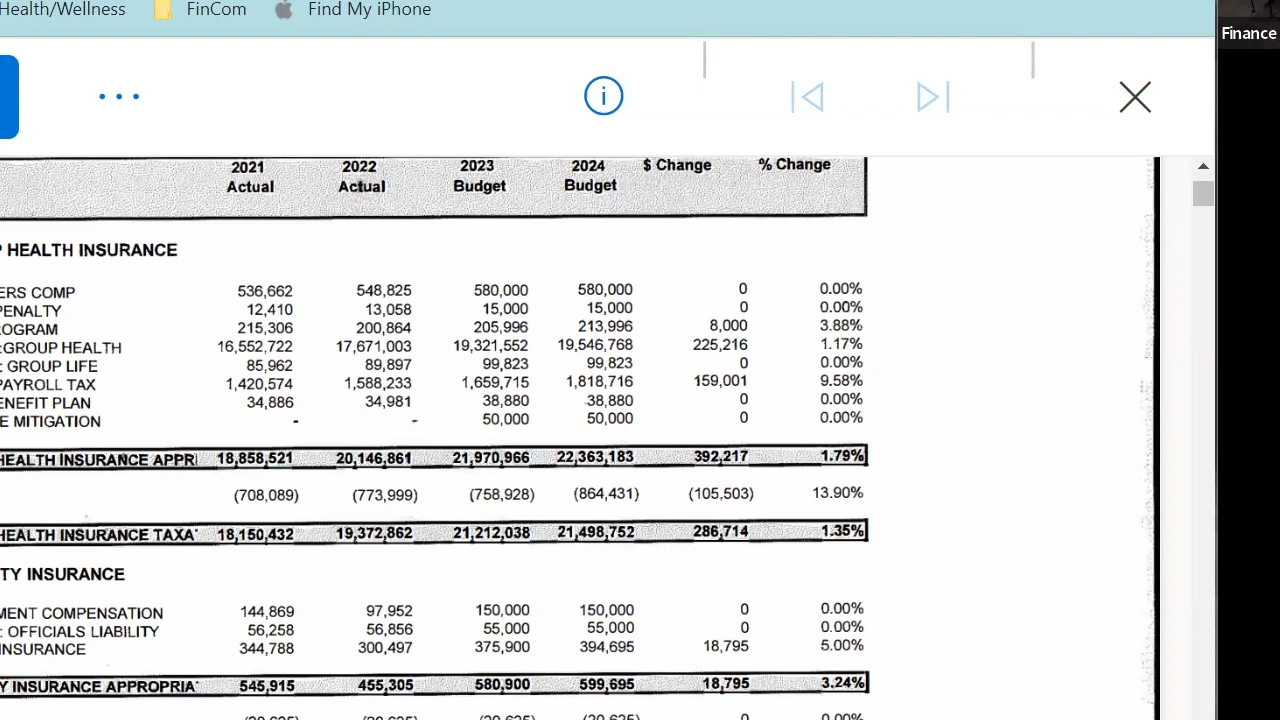 Health/Wellness FinCom Find My iPhone
Finance
i
2021 2022 2023 2024 $ Change % Change
Actual Actual Budget Budget
HEALTH INSURANCE
ERS COMP 536,662 548,825 580,000 580,000 0 0.00%
PENALTY 12,410 13,058 15,000 15,000 0 0.00%
OGRAM 215,306 200,864 205,996 213,996 8,000 3.88%
:GROUP HEALTH 16,552,722 17,671,003 19,321,552 19,546,768 225,216 1.17%
: GROUP LIFE 85,962 89,897 99,823 99,823 0 0.00%
PAYROLL TAX 1,420,574 1,588,233 1,659,715 1,818,716 159,001 9.58%
ENEFIT PLAN 34,886 34,981 38,880 38,880 0 0.00%
E MITIGATION - - 50,000 50,000 0 0.00%
HEALTH INSURANCE APPRI 18,858,521 20,146,861 21,970,966 22,363,183 392,217 1.79%
(708,089) (773,999) (758,928) (864,431) (105,503) 13.90%
HEALTH INSURANCE TAXA 18,150,432 19,372,862 21,212,038 21,498,752 286,714 1.35%
TY INSURANCE
MENT COMPENSATION 144,869 97,952 150,000 150,000 0 0.00%
: OFFICIALS LIABILITY 56,258 56,856 55,000 55,000 0 0.00%
INSURANCE 344,788 300,497 375,900 394,695 18,795 5.00%
Y INSURANCE APPROPRIA 545,915 455,305 580,900 599,695 18,795 3.24%